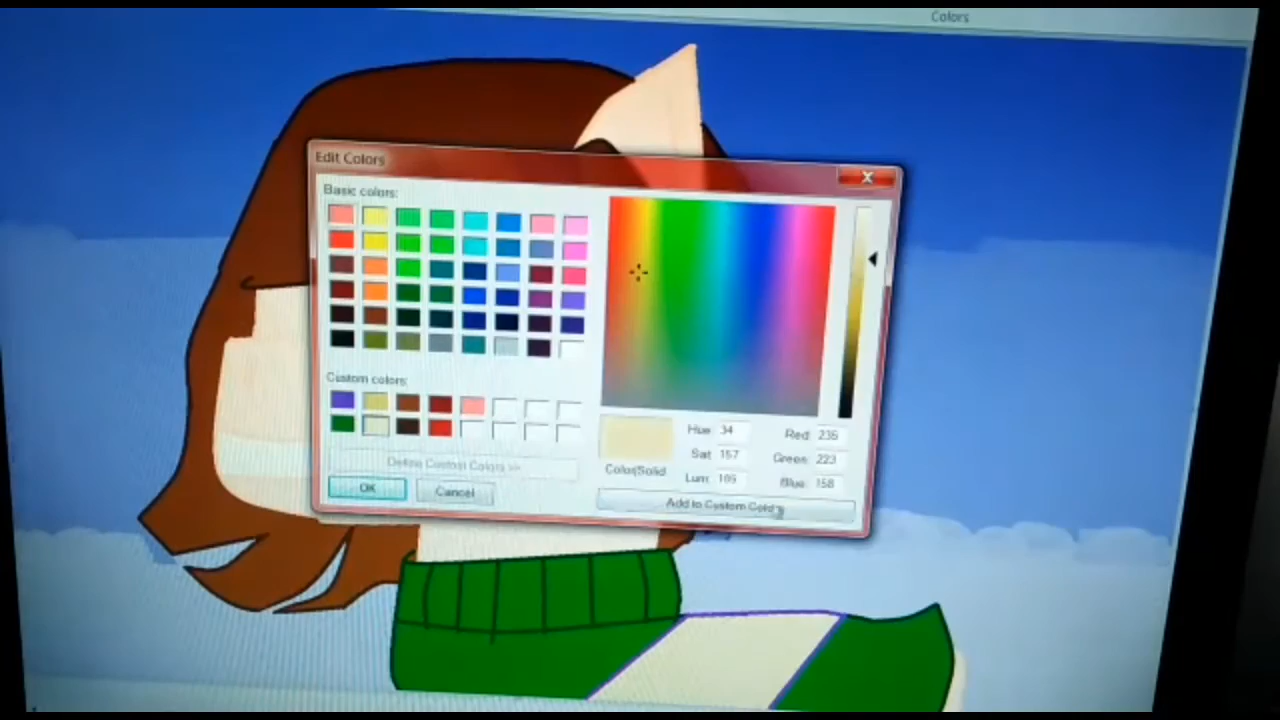 Colors
Edit Colors
Basic colors:
Custom colors:
Define Custom Colors >>
OK
Cancel
Color|Solid
Hue: 34
Sat: 157
Lum: 185
Red: 235
Green: 223
Blue: 158
Add to Custom Colors